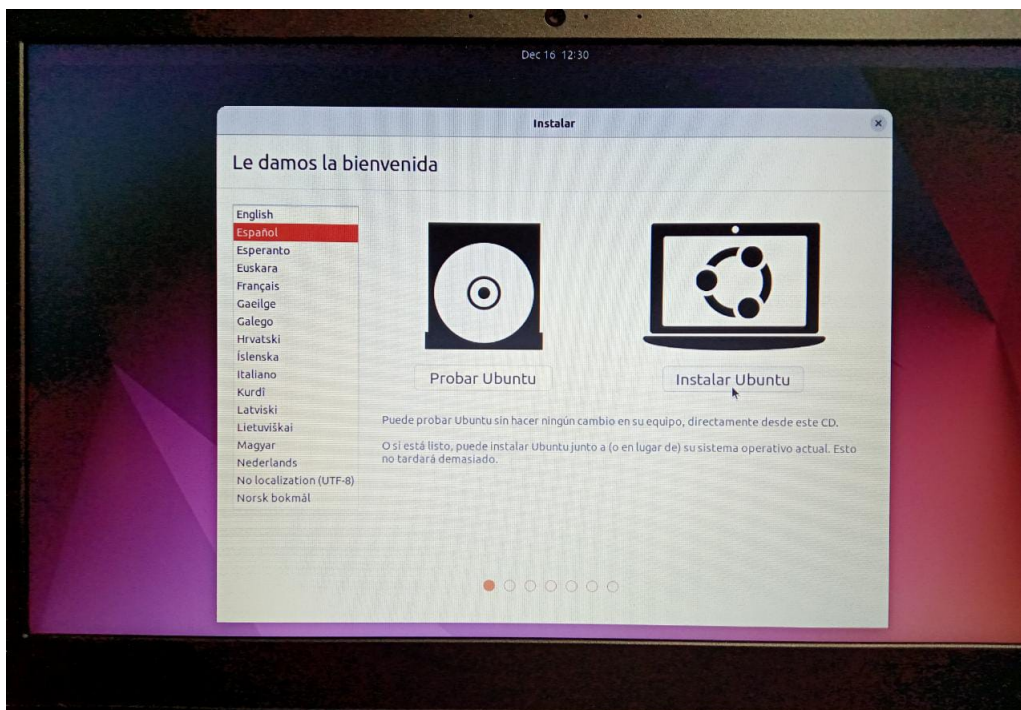 Dec 16 12:30
Instalar
Le damos la bienvenida
English
Español
Esperanto
Euskara
Français
Gaeilge
Galego
Hrvatski
Íslenska
Italiano
Kurdî
Latviski
Lietuviškai
Magyar
Nederlands
No localization (UTF-8)
Norsk bokmål
Probar Ubuntu
Instalar Ubuntu
Puede probar Ubuntu sin hacer ningún cambio en su equipo, directamente desde este CD.
O si está listo, puede instalar Ubuntu junto a (o en lugar de) su sistema operativo actual. Esto
no tardará demasiado.